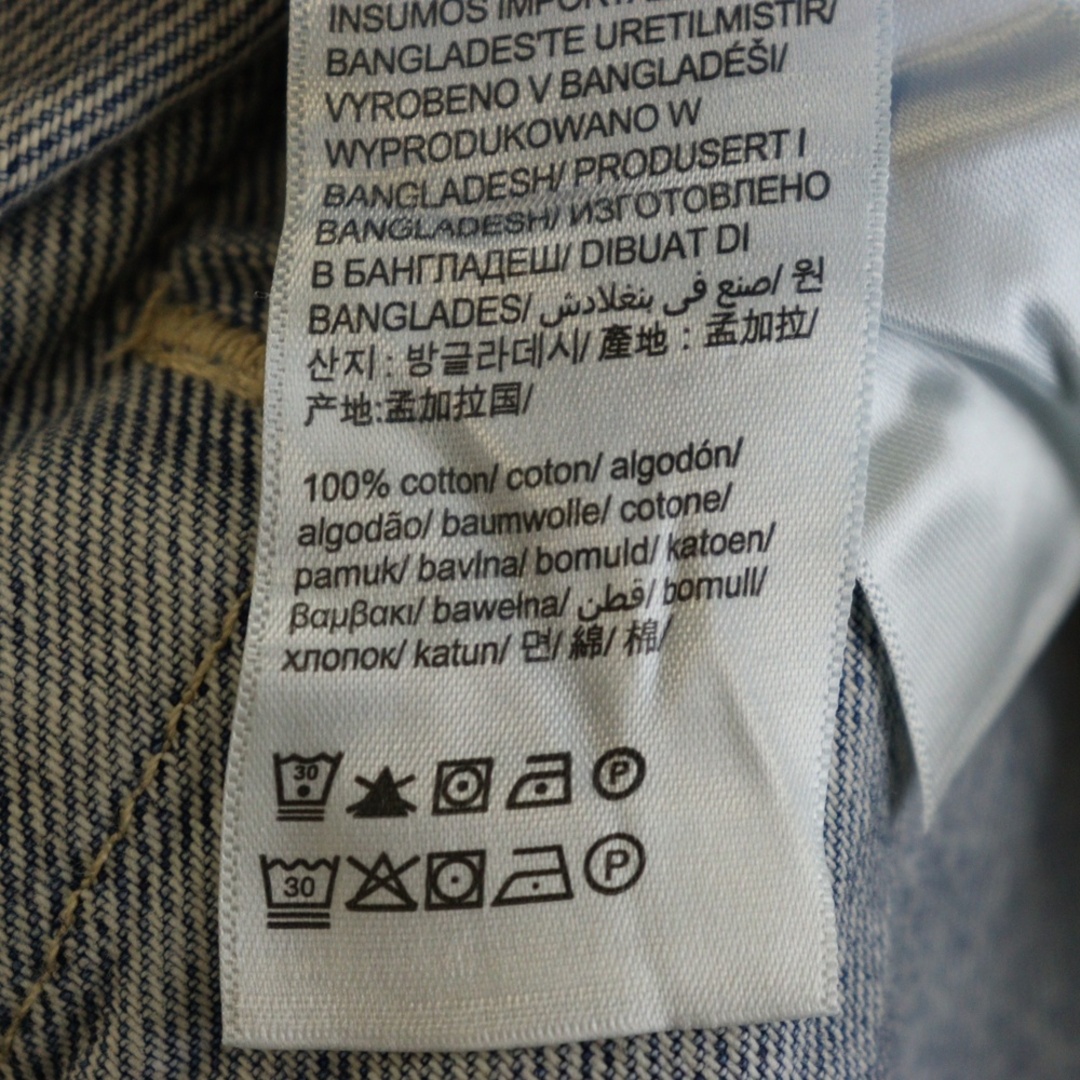 INSUMOS
BANGLADES'TE URETILMISTIR/
VYROBENO V BANGLADÉŠI/
WYPRODUKOWANO W
BANGLADESH/ PRODUSERT I
BANGLADESH/ ИЗГОТОВЛЕНО
В БАНГЛАДЕШ/ DIBUAT DI
BANGLADES/ صنع في بنغلادش/ 원
산지 : 방글라데시/ 產地 : 孟加拉/
产地:孟加拉国/
100% cotton/ coton/ algodón/
algodão/ baumwolle/ cotone/
pamuk/ bavlna/ bomuld/ katoen/
βαμβακι/ bawełna/ قطن/ bomull/
хлопок/ katun/ 면/ 綿/ 棉/
30 P
30 P